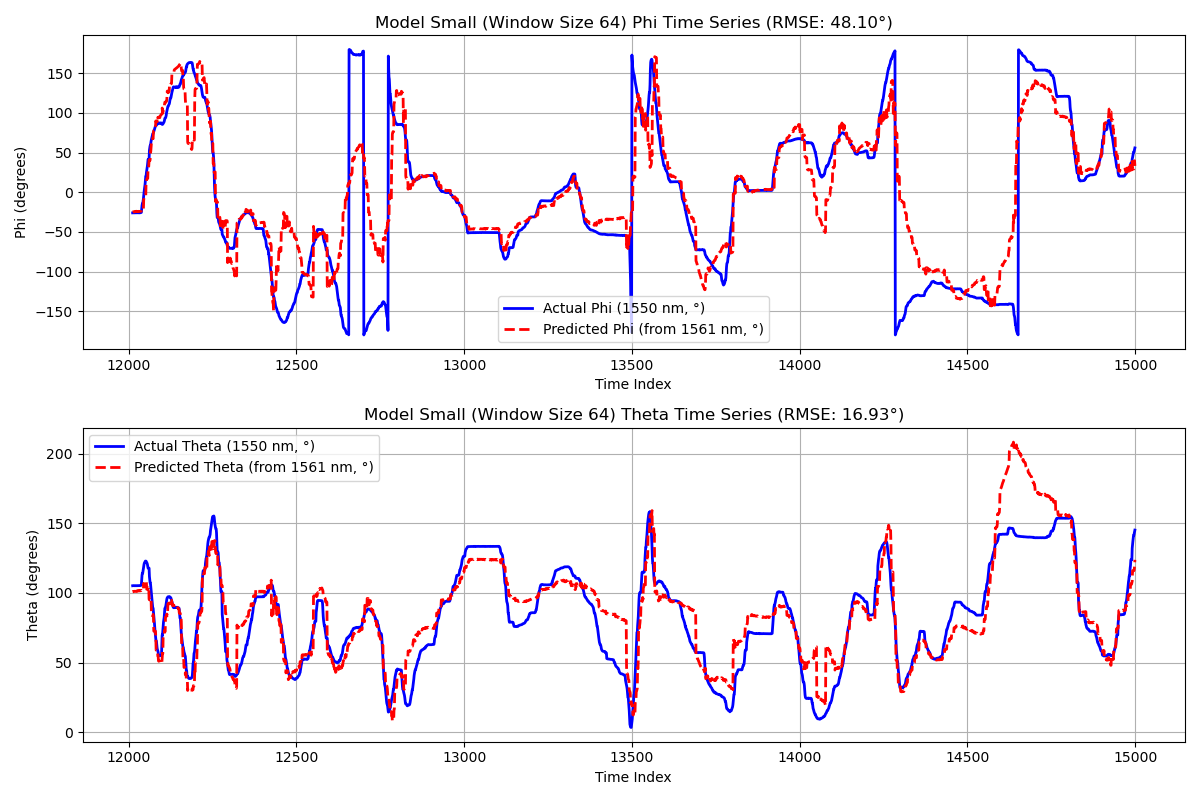 Model Small (Window Size 64) Phi Time Series (RMSE: 48.10°)
Phi (degrees)
150
100
50
0
−50
−100
−150
Actual Phi (1550 nm, °)
Predicted Phi (from 1561 nm, °)
12000 12500 13000 13500 14000 14500 15000
Time Index
Model Small (Window Size 64) Theta Time Series (RMSE: 16.93°)
Theta (degrees)
Actual Theta (1550 nm, °)
Predicted Theta (from 1561 nm, °)
200
150
100
50
0
12000 12500 13000 13500 14000 14500 15000
Time Index